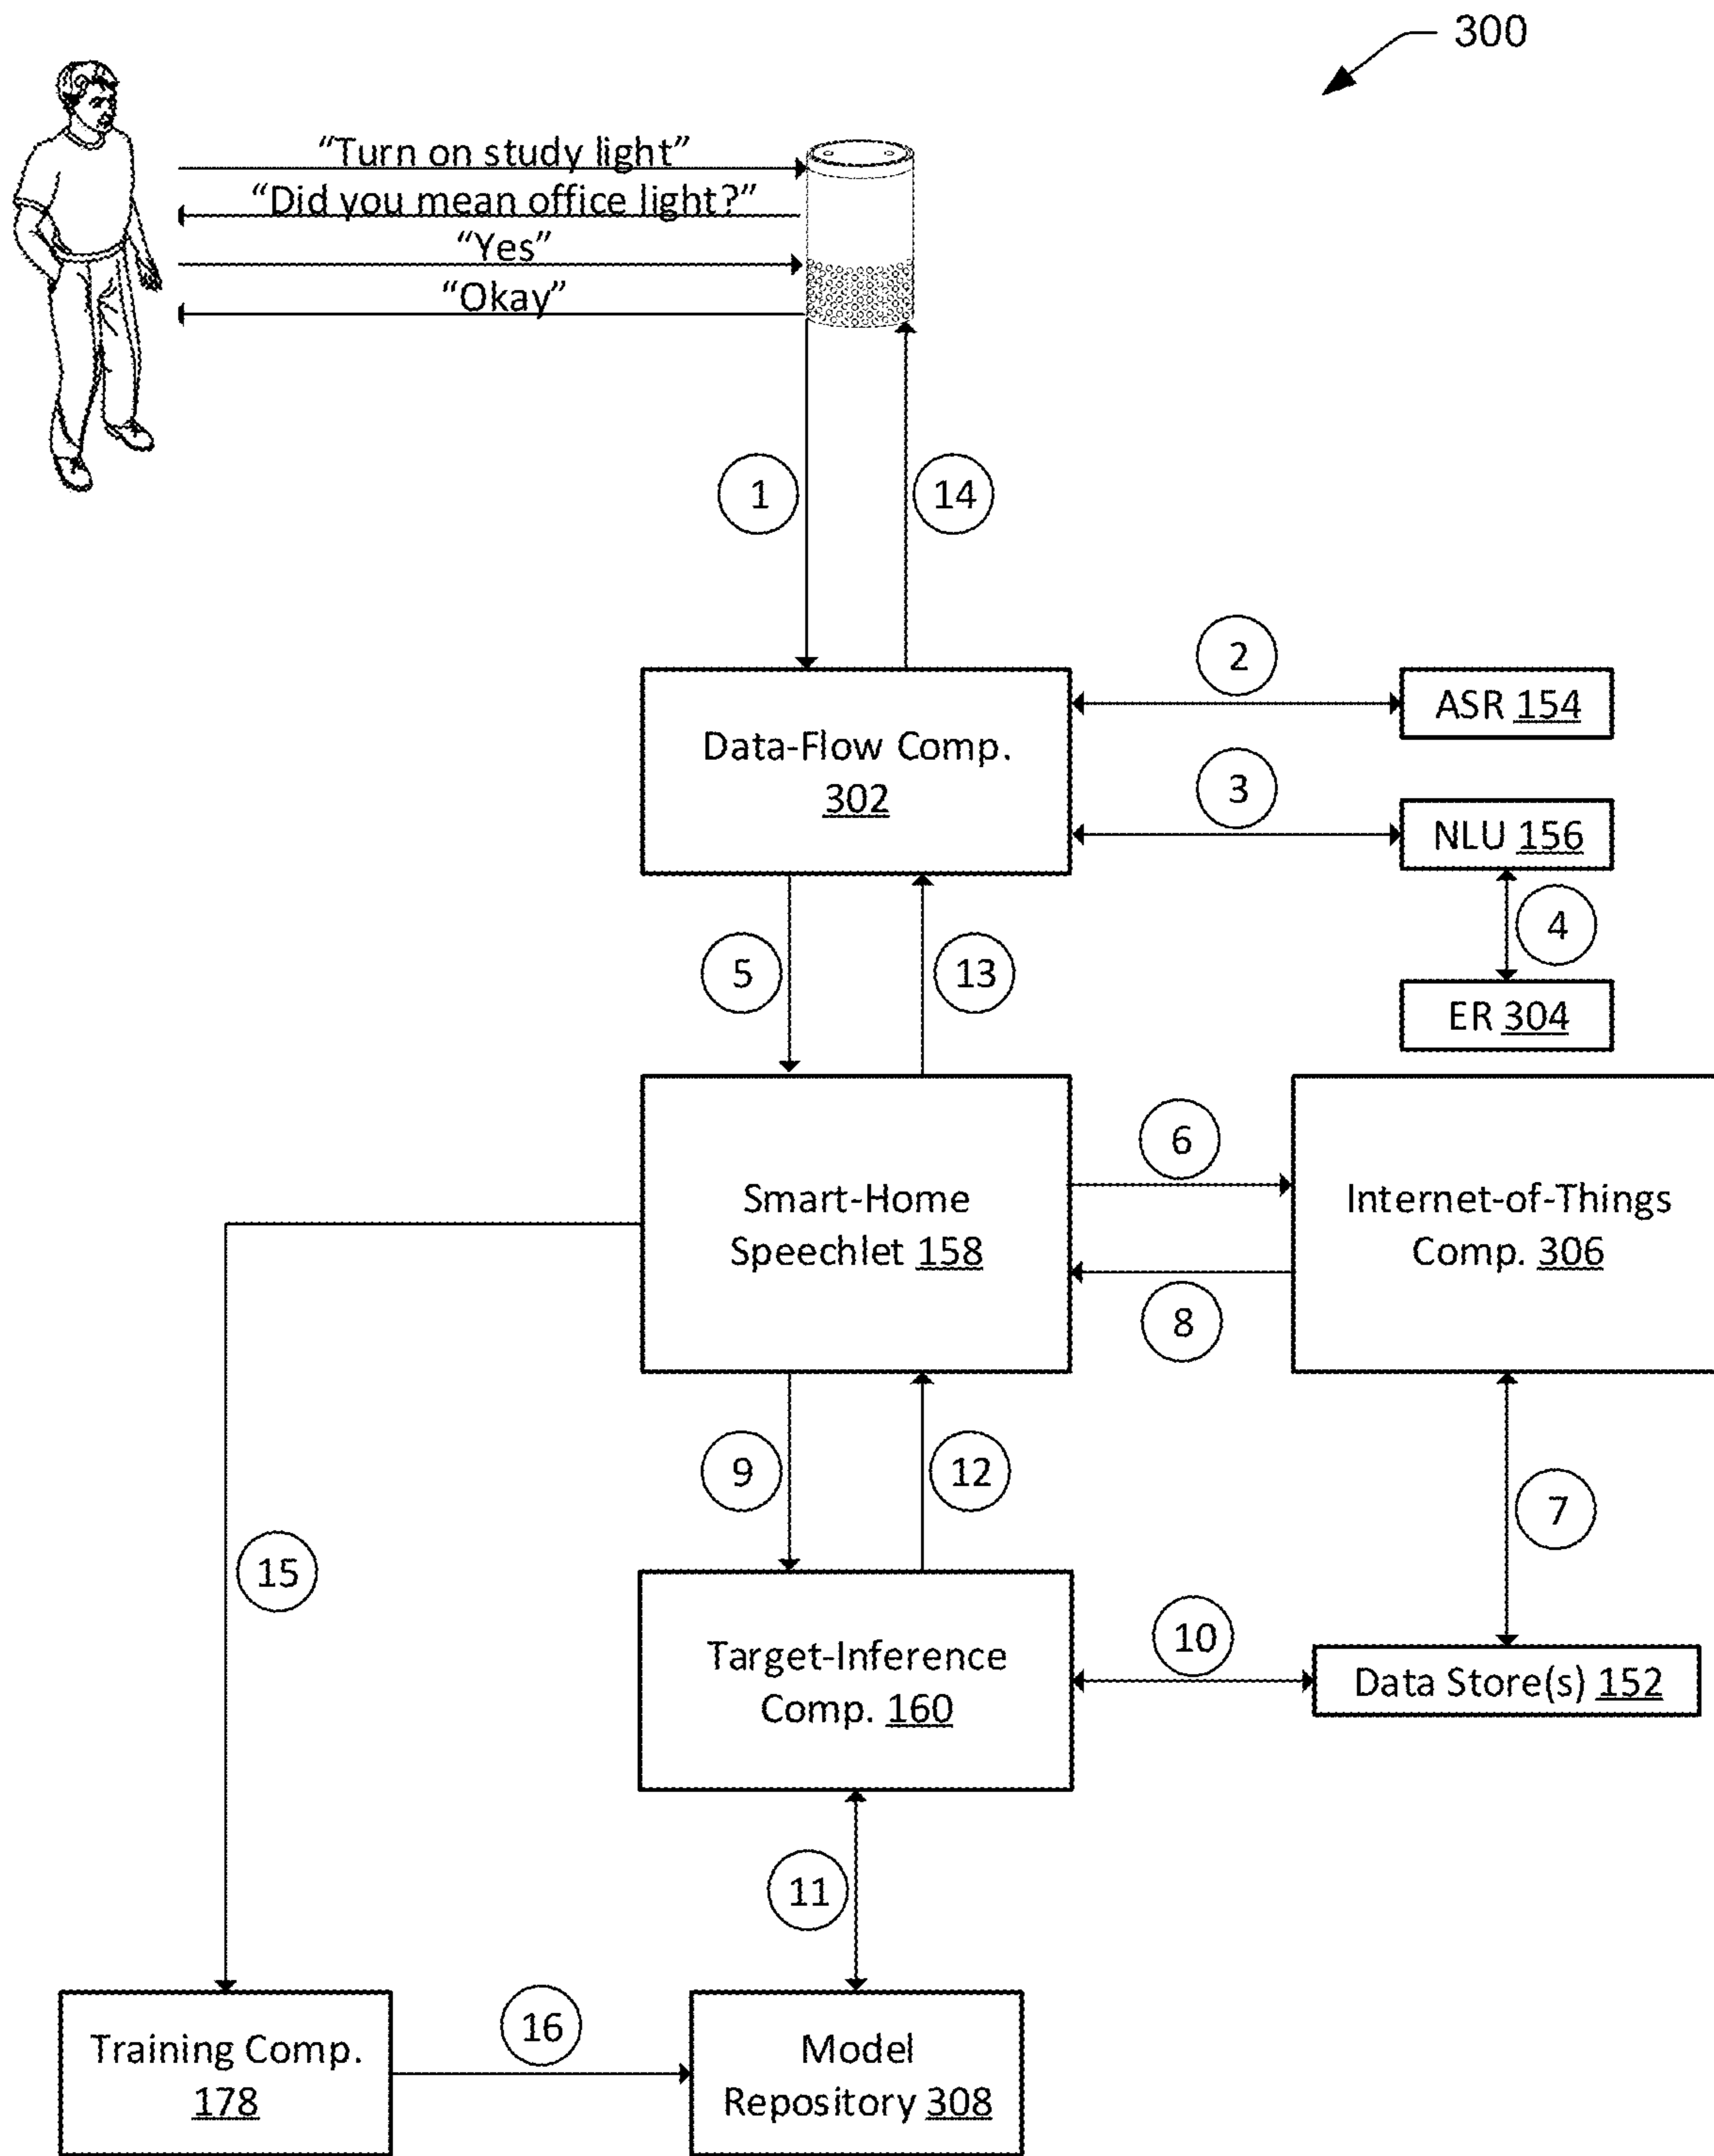 300
“Turn on study light”
“Did you mean office light?”
“Yes”
“Okay”
1
14
2
ASR 154
Data-Flow Comp.
302
3
NLU 156
4
5
13
ER 304
6
Smart-Home
Speechlet 158
Internet-of-Things
Comp. 306
8
9
12
7
15
10
Target-Inference
Comp. 160
Data Store(s) 152
11
16
Training Comp.
178
Model
Repository 308